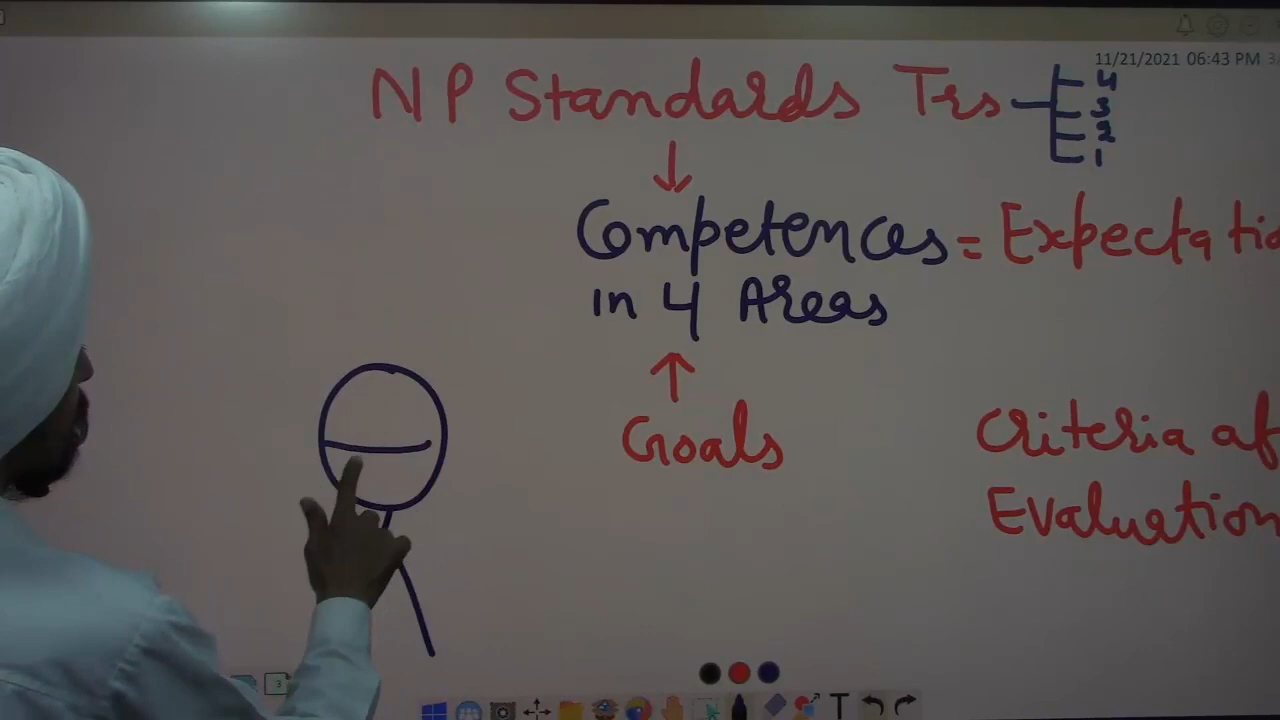 11/21/2021 06:43 PM
NP Standards Trs
4
3
2
1
Competences = Expectatio
in 4 Areas
Goals
Criteria of
Evaluation
3
T